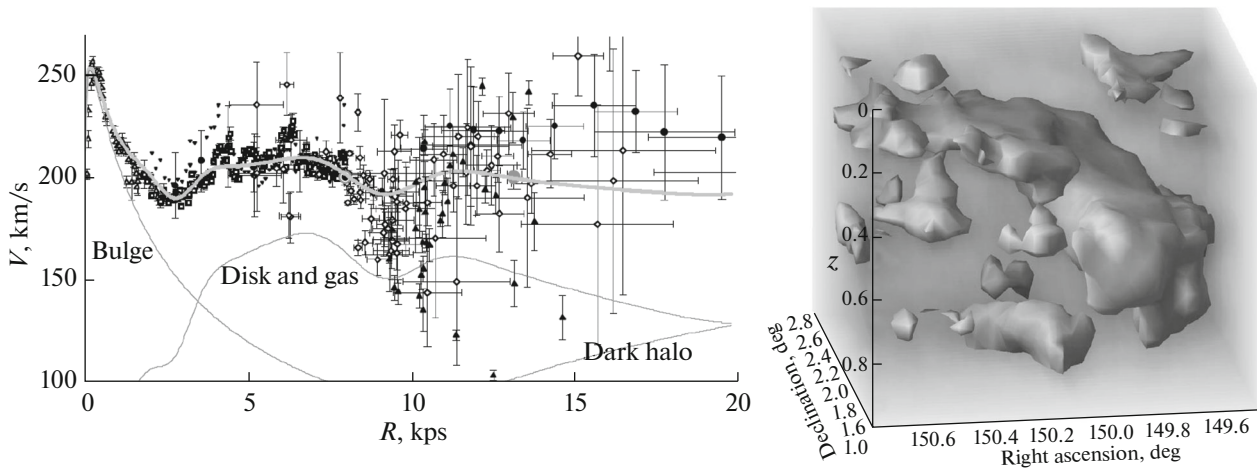 250
200
150
100
V, km/s
Bulge
Disk and gas
Dark halo
0 5 10 15 20
R, kps
0
0.2
0.4
0.6
0.8
z
2.8
2.6
2.4
2.2
2.0
1.8
1.6
1.0
Declination, deg
150.6 150.4 150.2 150.0 149.8 149.6
Right ascension, deg